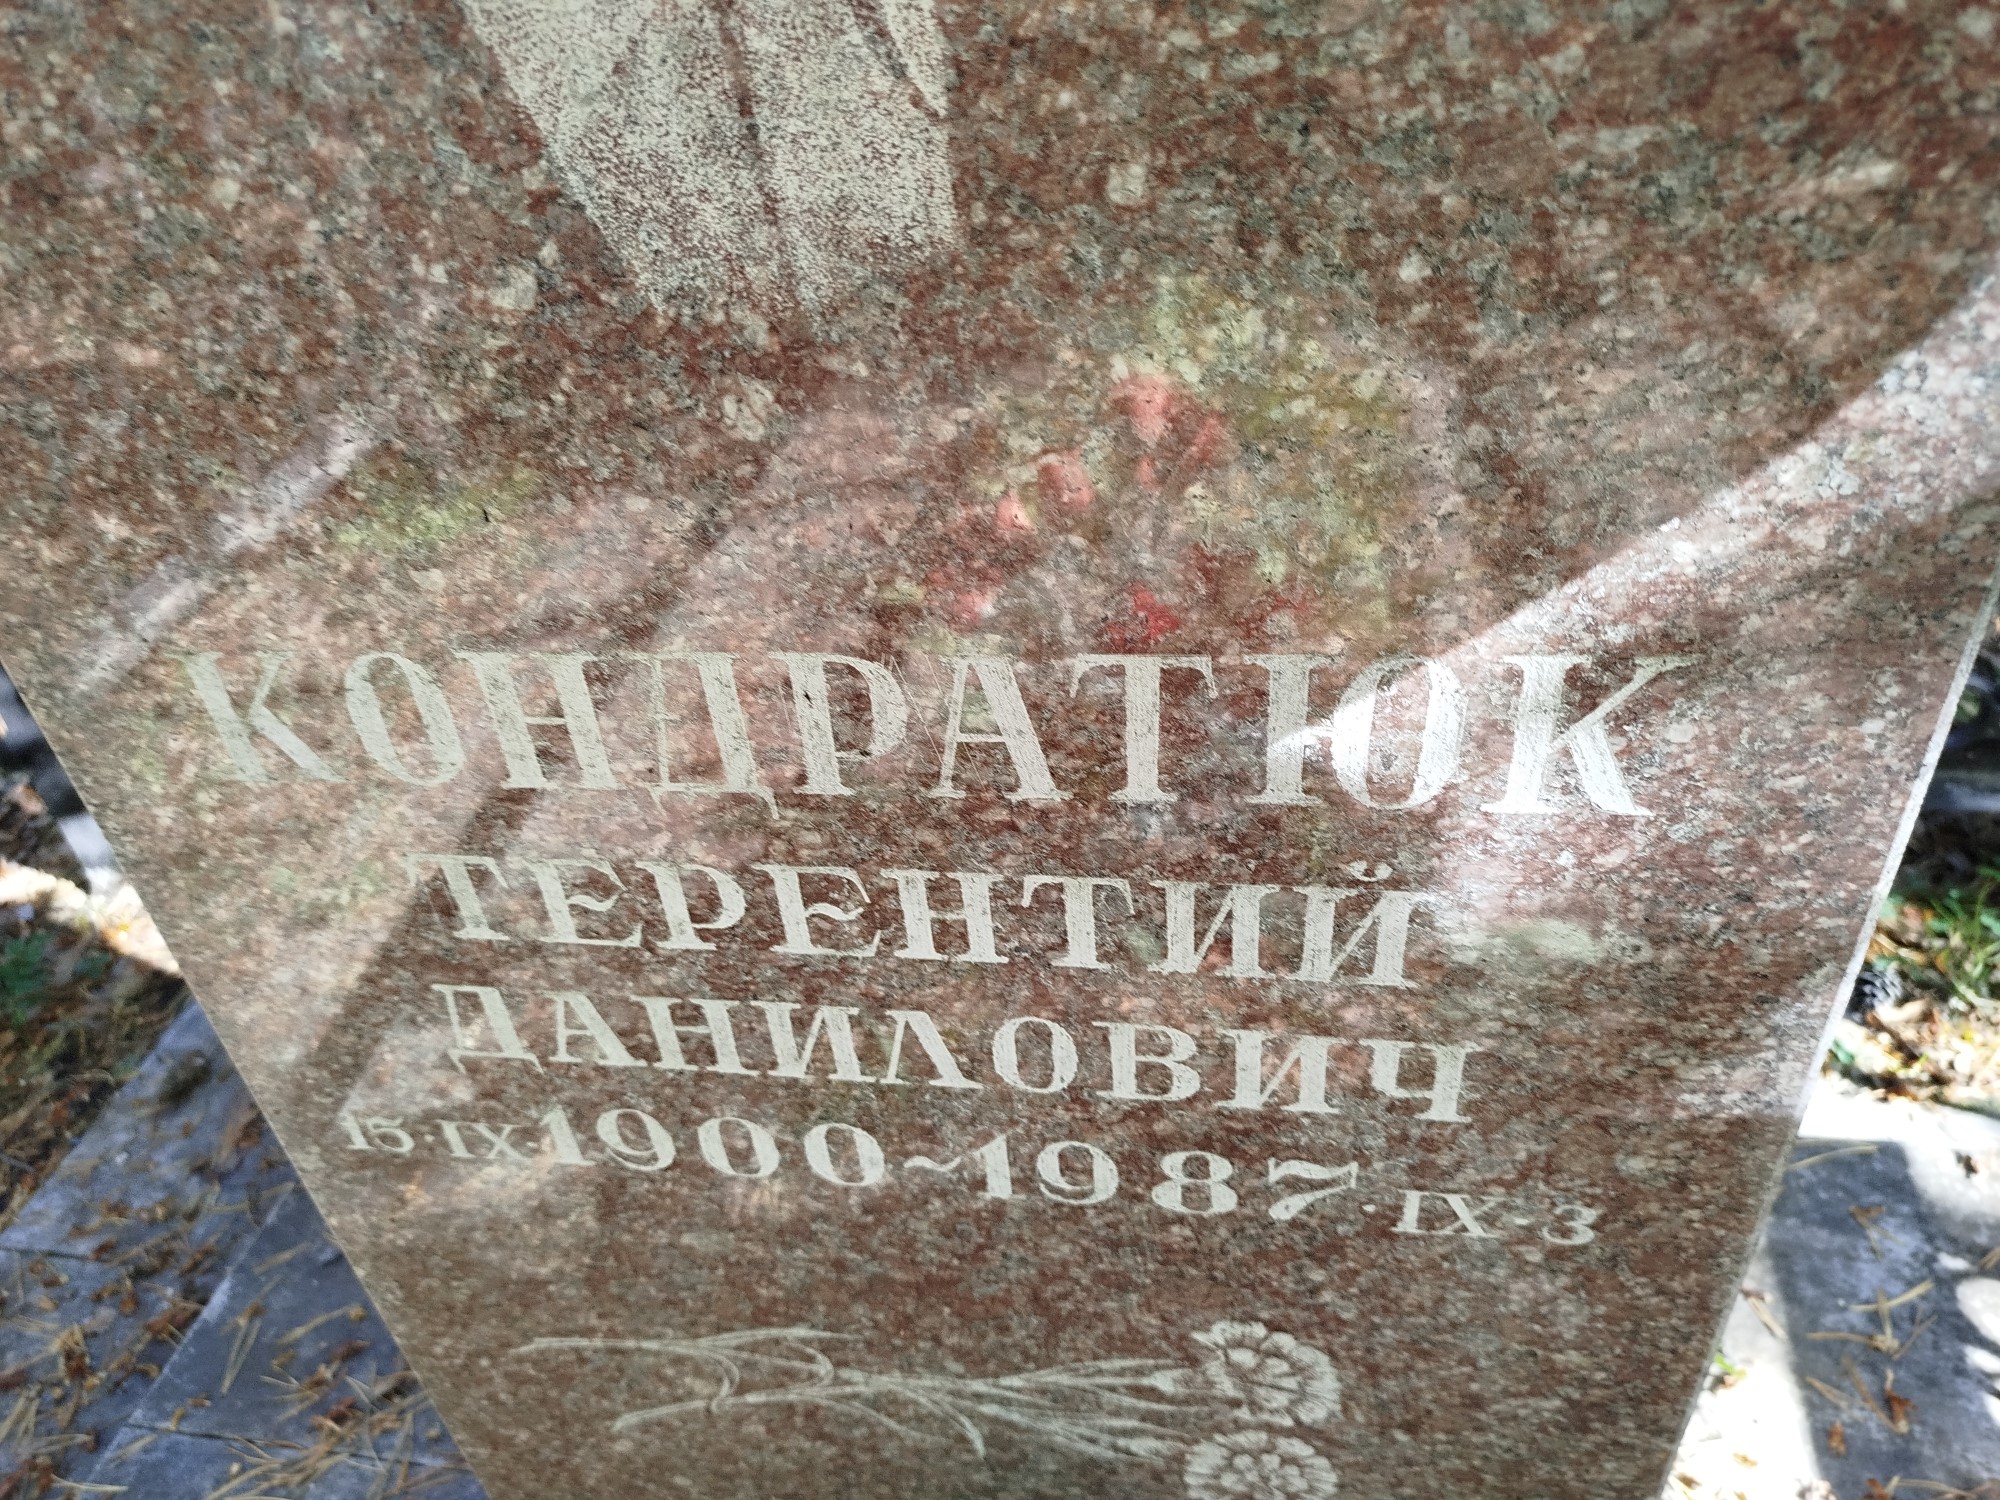 КОНДРАТЮК
ТЕРЕНТИЙ
ДАНИЛОВИЧ
15·IX·1900~1987·IX·3